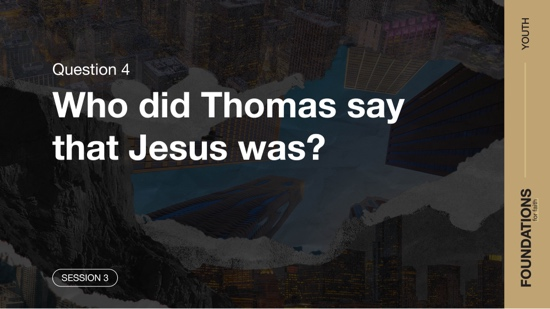 Question 4
Who did Thomas say
that Jesus was?
SESSION 3
YOUTH
FOUNDATIONS
for faith